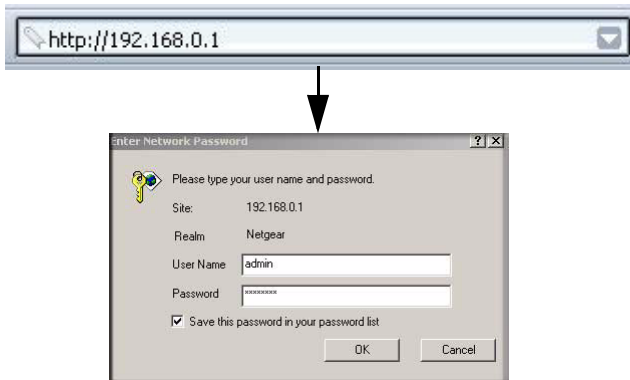 http://192.168.0.1
Enter Network Password
Please type your user name and password.
Site: 192.168.0.1
Realm Netgear
User Name admin
Password ********
Save this password in your password list
OK Cancel